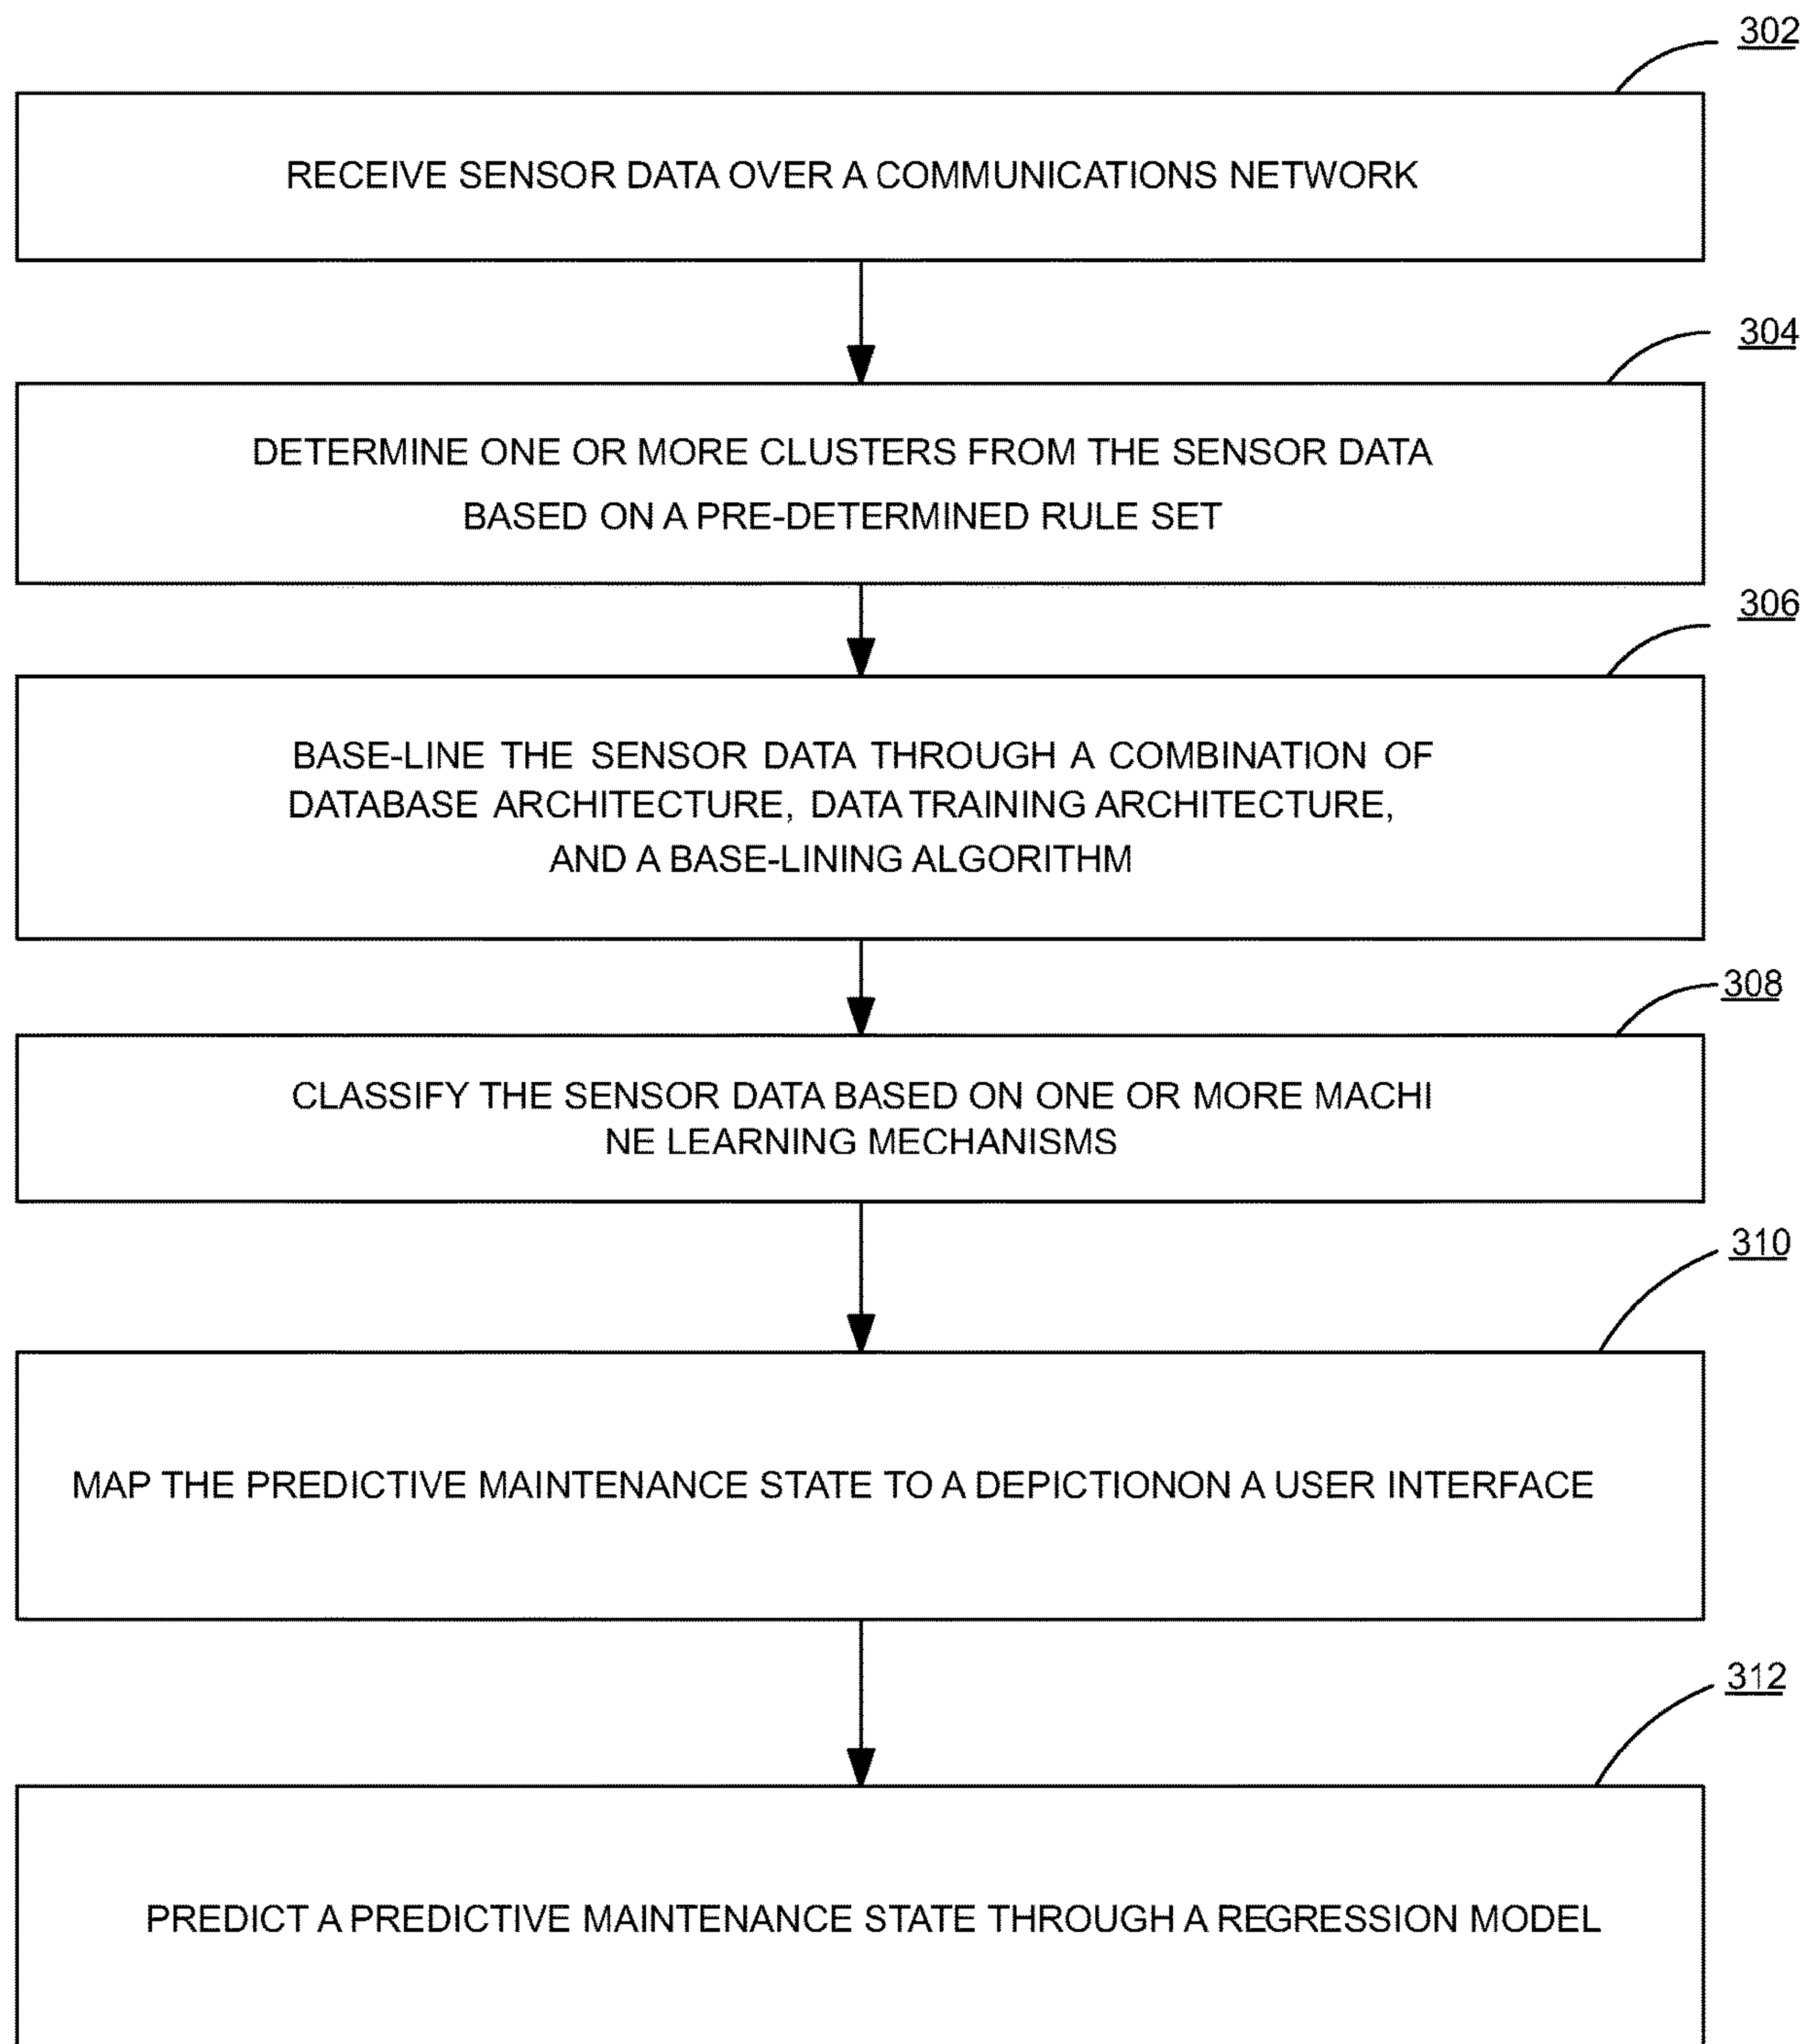 302
RECEIVE SENSOR DATA OVER A COMMUNICATIONS NETWORK
304
DETERMINE ONE OR MORE CLUSTERS FROM THE SENSOR DATA
BASED ON A PRE-DETERMINED RULE SET
306
BASE-LINE THE SENSOR DATA THROUGH A COMBINATION OF
DATABASE ARCHITECTURE, DATA TRAINING ARCHITECTURE,
AND A BASE-LINING ALGORITHM
308
CLASSIFY THE SENSOR DATA BASED ON ONE OR MORE MACHI
NE LEARNING MECHANISMS
310
MAP THE PREDICTIVE MAINTENANCE STATE TO A DEPICTIONON A USER INTERFACE
312
PREDICT A PREDICTIVE MAINTENANCE STATE THROUGH A REGRESSION MODEL